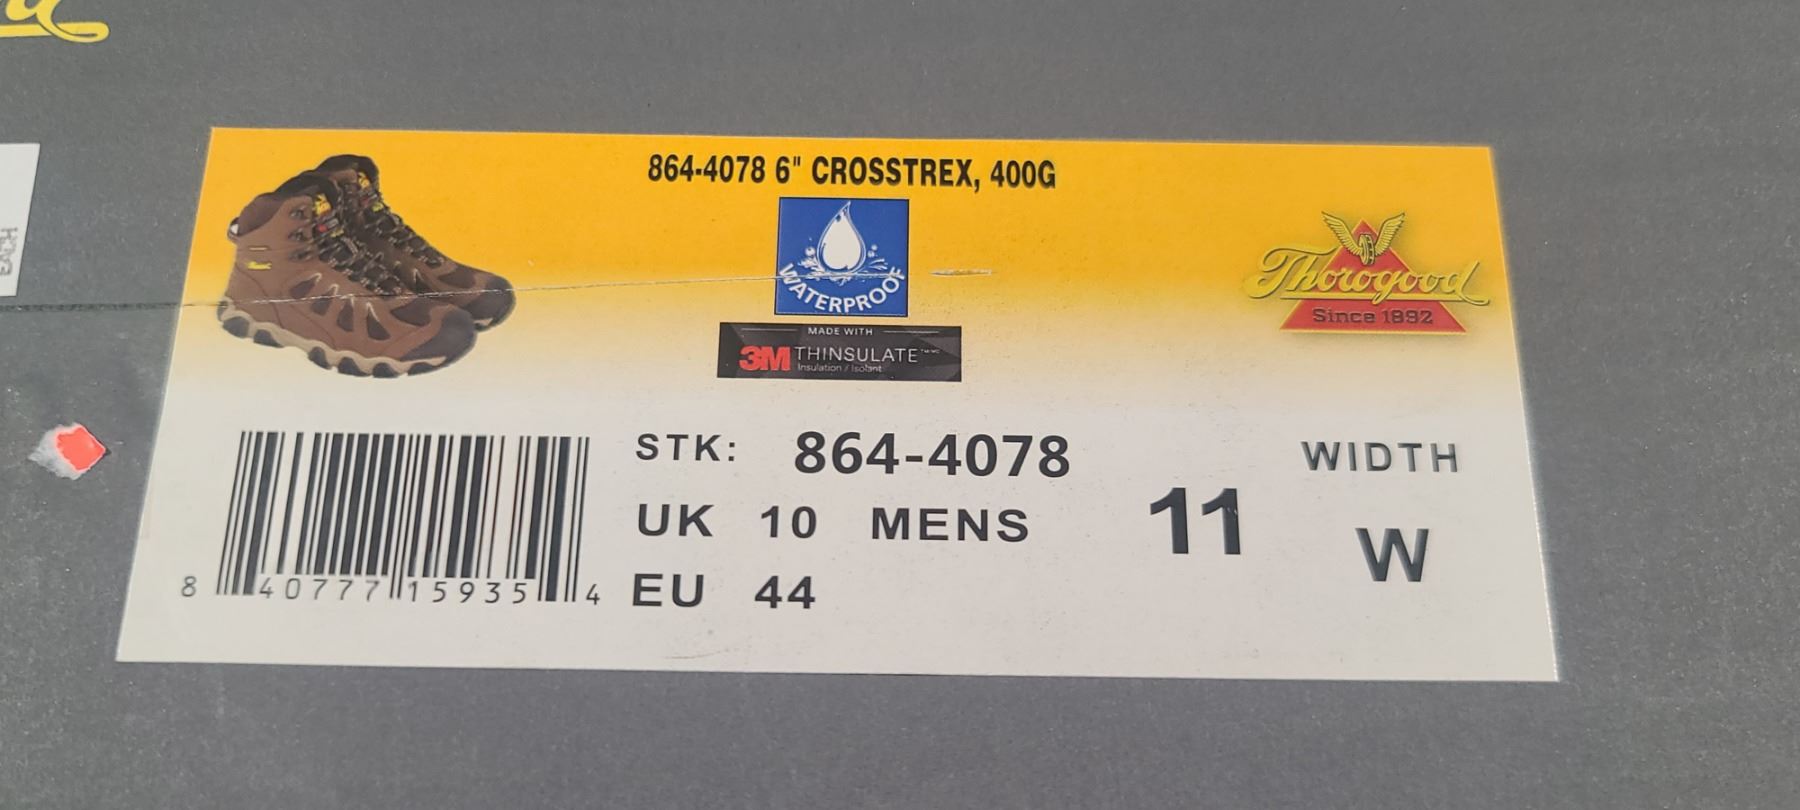 864-4078 6" CROSSTREX, 400G
WATERPROOF
MADE WITH
3M THINSULATE
Insulation / Isolant
Thorogood
Since 1892
STK: 864-4078
UK 10 MENS
EU 44
11
WIDTH
W
8 40777 15935 4
EACH